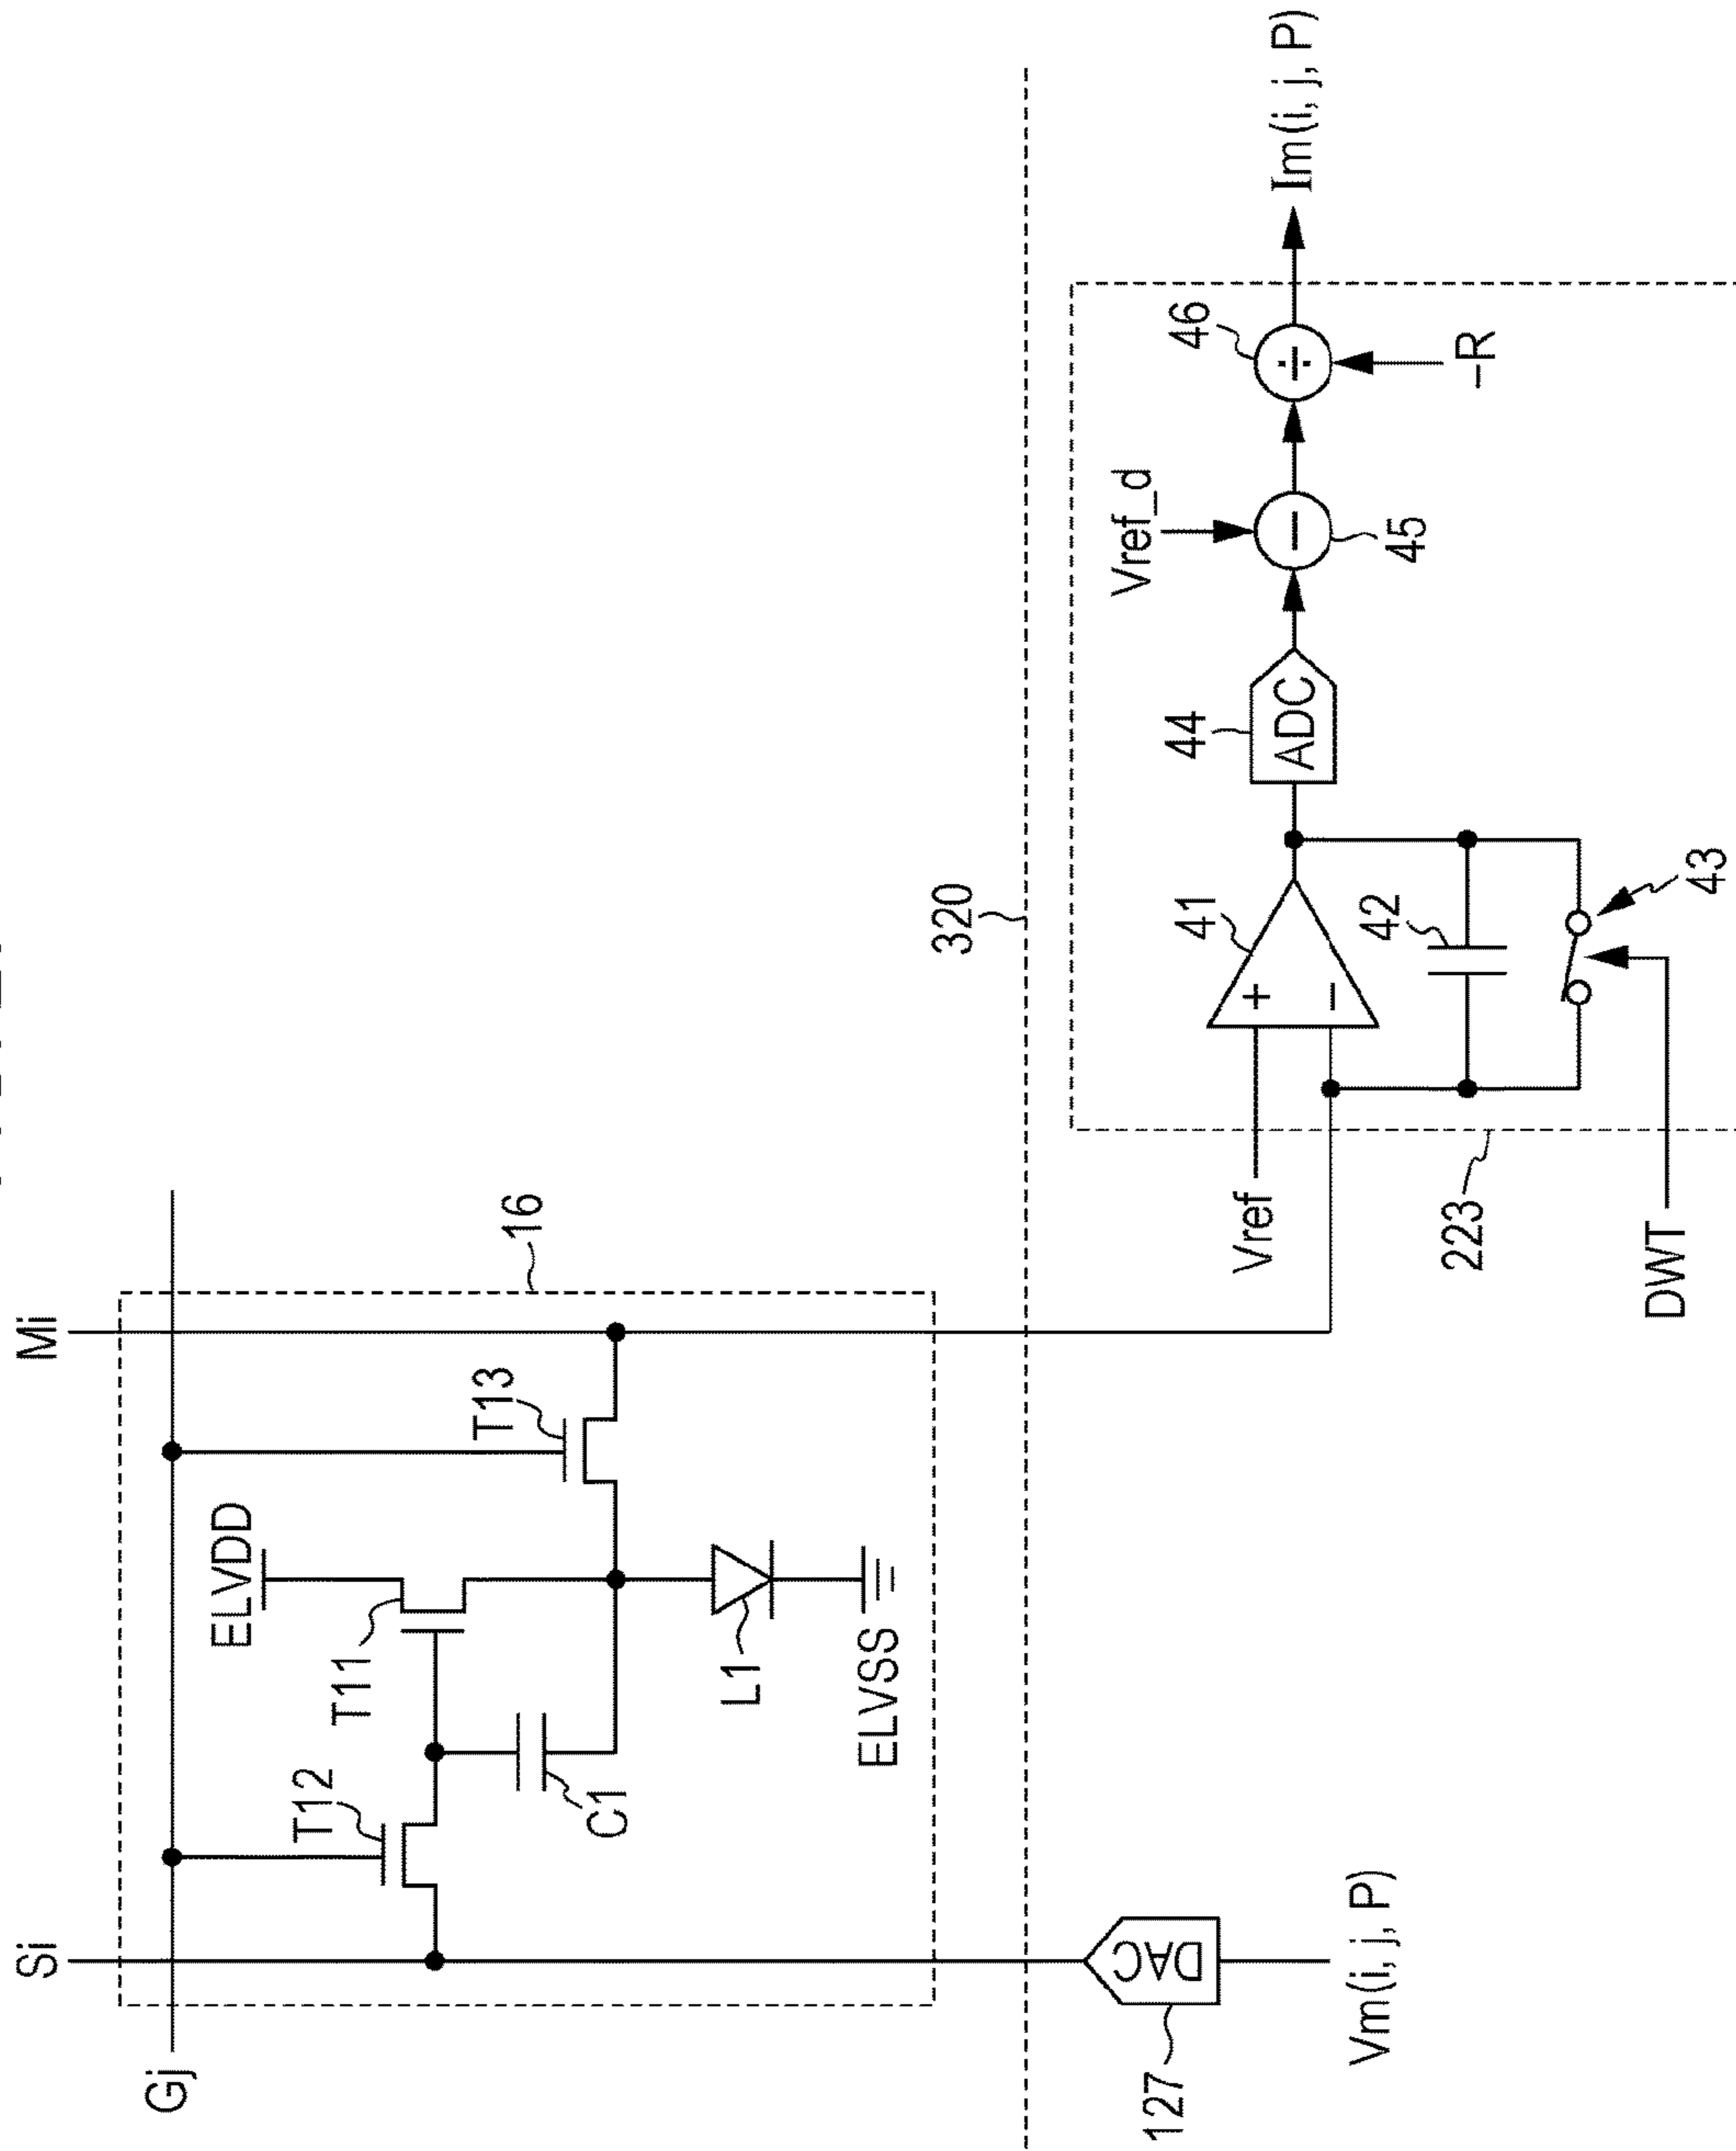 Si
Mi
Gj
16
ELVDD
T12
T11
T13
C1
L1
ELVSS
320
127
DAC
Vm(i, j, P)
Vref
41
+
−
42
43
44
ADC
Vref_d
−
45
46
÷
−R
Im(i, j, P)
223
DWT